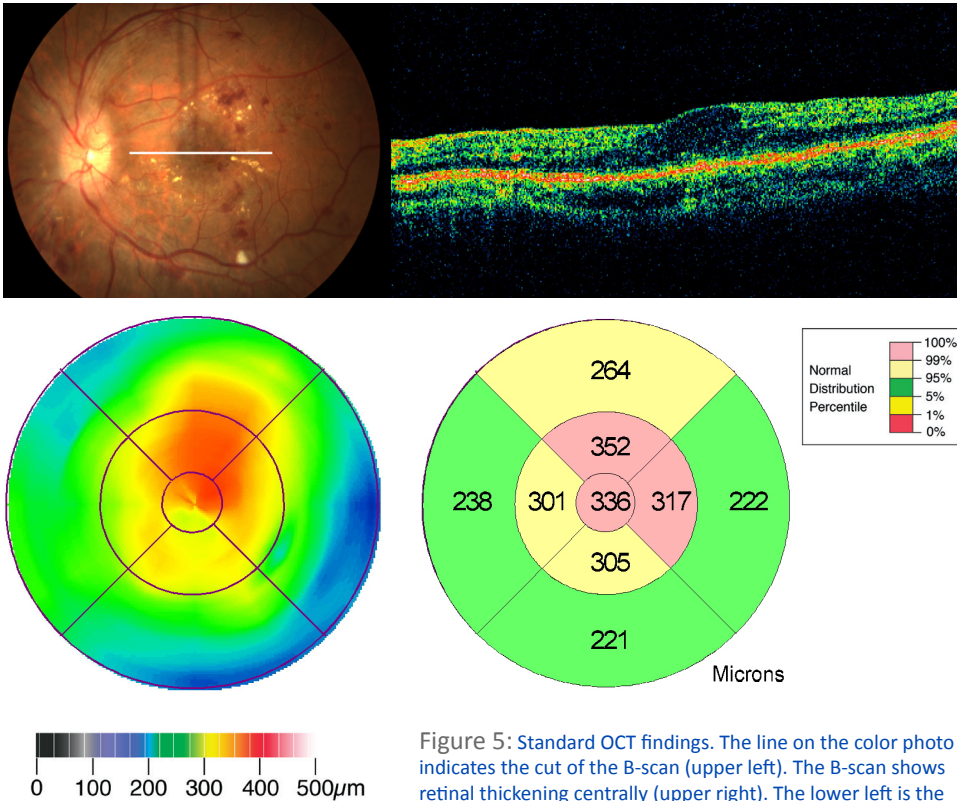 264
352
238 301 336 317 222
305
221
Microns
Normal
Distribution
Percentile
100%
99%
95%
5%
1%
0%
0 100 200 300 400 500μm
Figure 5: Standard OCT findings. The line on the color photo
indicates the cut of the B-scan (upper left). The B-scan shows
retinal thickening centrally (upper right). The lower left is the